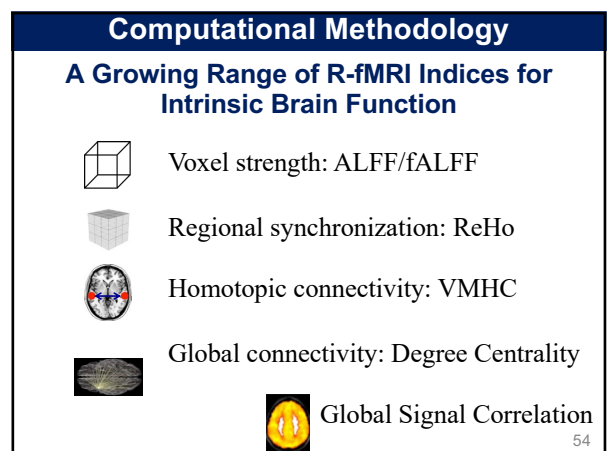 Computational Methodology
A Growing Range of R-fMRI Indices for
Intrinsic Brain Function
Voxel strength: ALFF/fALFF
Regional synchronization: ReHo
Homotopic connectivity: VMHC
Global connectivity: Degree Centrality
Global Signal Correlation
54